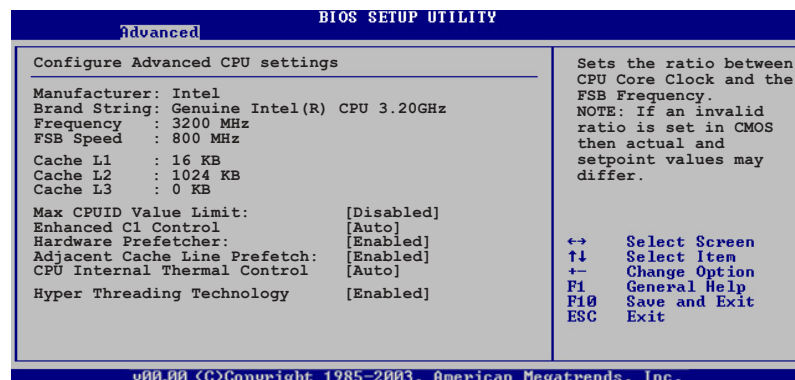 BIOS SETUP UTILITY
Advanced
Configure Advanced CPU settings
Manufacturer: Intel
Brand String: Genuine Intel(R) CPU 3.20GHz
Frequency : 3200 MHz
FSB Speed : 800 MHz
Cache L1 : 16 KB
Cache L2 : 1024 KB
Cache L3 : 0 KB
Max CPUID Value Limit: [Disabled]
Enhanced C1 Control [Auto]
Hardware Prefetcher: [Enabled]
Adjacent Cache Line Prefetch: [Enabled]
CPU Internal Thermal Control [Auto]
Hyper Threading Technology [Enabled]
Sets the ratio between
CPU Core Clock and the
FSB Frequency.
NOTE: If an invalid
ratio is set in CMOS
then actual and
setpoint values may
differ.
↔ Select Screen
↑↓ Select Item
+- Change Option
F1 General Help
F10 Save and Exit
ESC Exit
v00.00 (C)Copyright 1985-2003, American Megatrends, Inc.